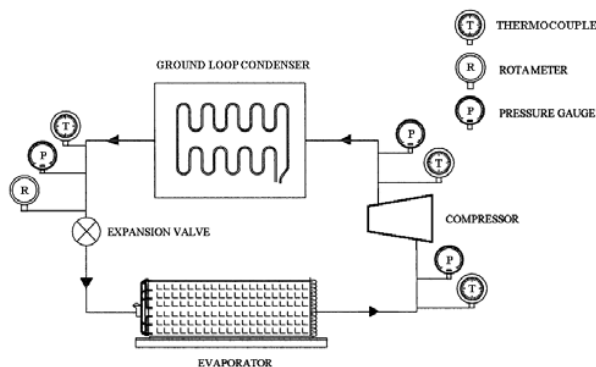 T THERMOCOUPLE
GROUND LOOP CONDENSER
R ROTAMETER
P PRESSURE GAUGE
T
P
P
T
R
EXPANSION VALVE
COMPRESSOR
P
T
EVAPORATOR